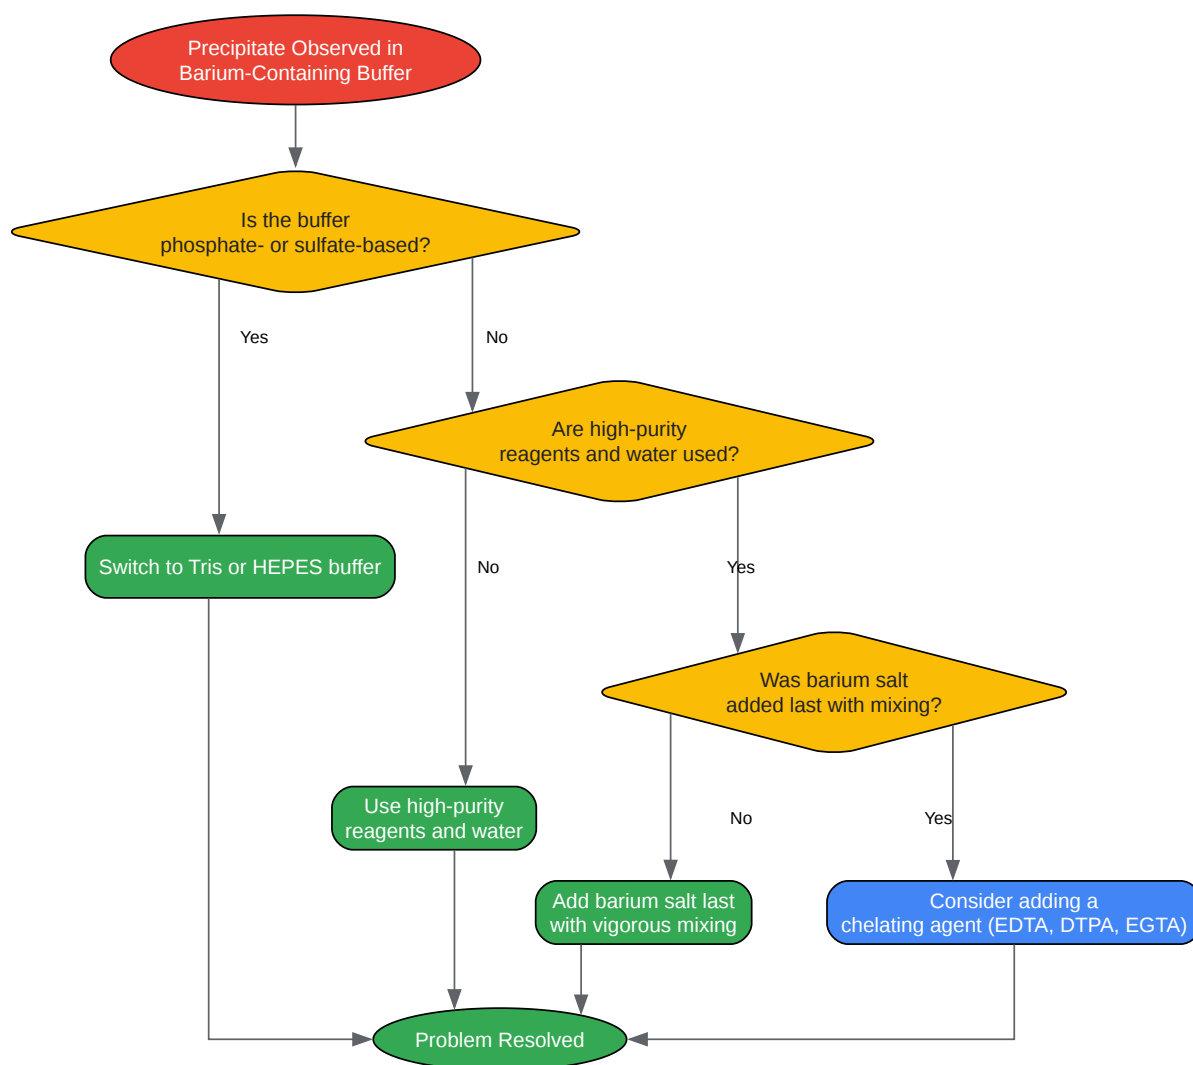 Precipitate Observed in
Barium-Containing Buffer
Is the buffer
phosphate- or sulfate-based?
Yes
No
Are high-purity
reagents and water used?
Switch to Tris or HEPES buffer
No
Yes
Was barium salt
added last with mixing?
Use high-purity
reagents and water
No
Yes
Add barium salt last
with vigorous mixing
Consider adding a
chelating agent (EDTA, DTPA, EGTA)
Problem Resolved